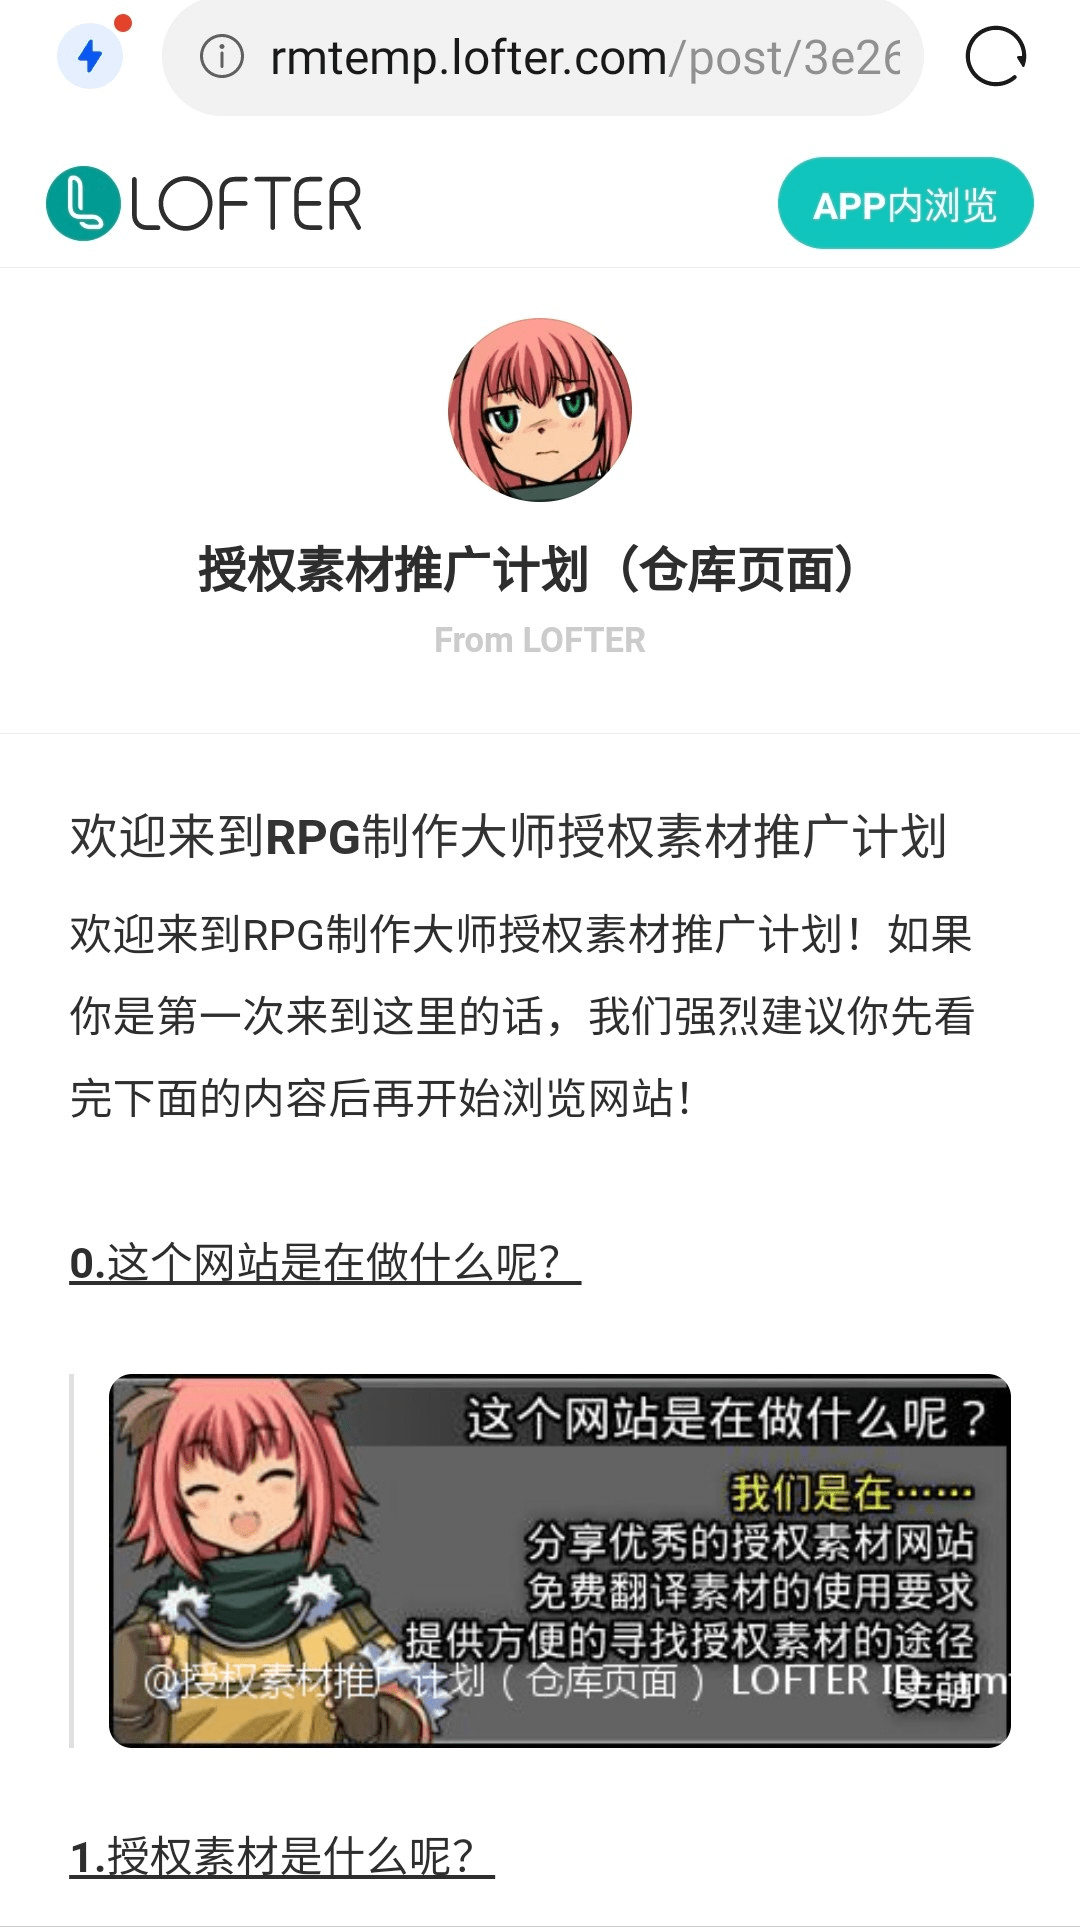 rmtemp.lofter.com/post/3e26
LOFTER
APP内浏览
授权素材推广计划（仓库页面）
From LOFTER
欢迎来到RPG制作大师授权素材推广计划
欢迎来到RPG制作大师授权素材推广计划！如果
你是第一次来到这里的话，我们强烈建议你先看
完下面的内容后再开始浏览网站！
0.这个网站是在做什么呢？
这个网站是在做什么呢？
我们是在……
分享优秀的授权素材网站
免费翻译素材的使用要求
提供方便的寻找授权素材的途径
@授权素材推广计划（仓库页面） LOFTER ID
1.授权素材是什么呢？